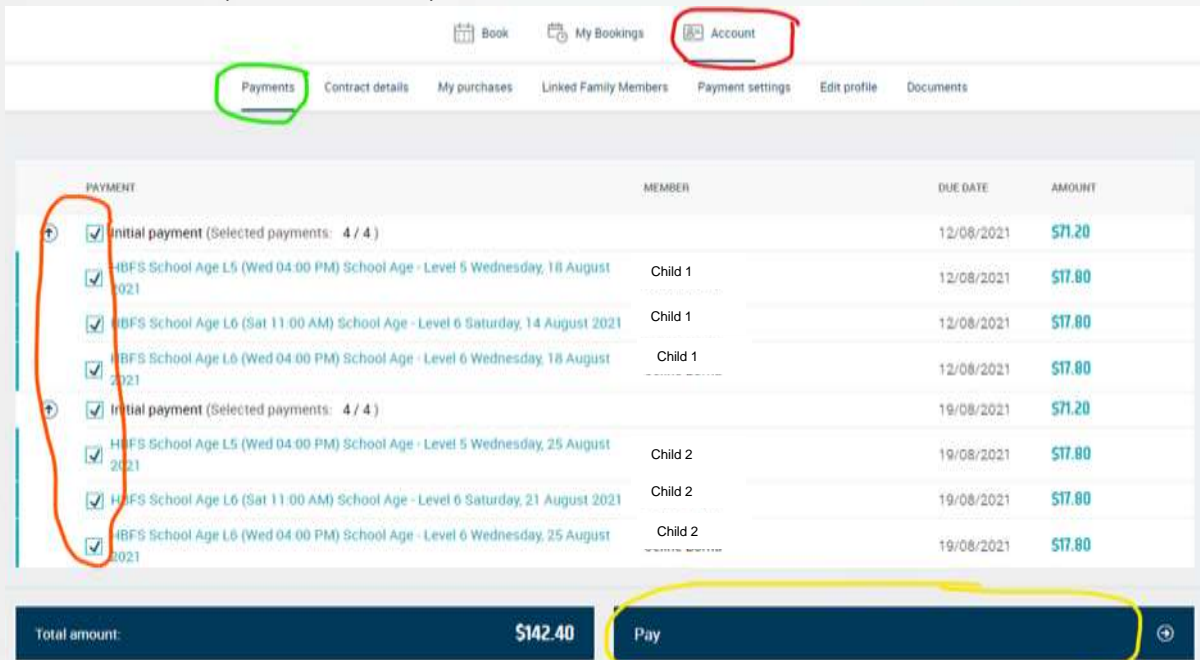 Book My Bookings Account
Payments Contract details My purchases Linked Family Members Payment settings Edit profile Documents
PAYMENT MEMBER DUE DATE AMOUNT
Initial payment (Selected payments: 4 / 4 ) 12/08/2021 $71.20
HBFS School Age L5 (Wed 04:00 PM) School Age - Level 5 Wednesday, 18 August Child 1 12/08/2021 $17.80
2021
HBFS School Age L6 (Sat 11:00 AM) School Age - Level 6 Saturday, 14 August 2021 Child 1 12/08/2021 $17.80
HBFS School Age L6 (Wed 04:00 PM) School Age - Level 6 Wednesday, 18 August Child 1 12/08/2021 $17.80
2021
Initial payment (Selected payments: 4 / 4 ) 19/08/2021 $71.20
HBFS School Age L5 (Wed 04:00 PM) School Age - Level 5 Wednesday, 25 August Child 2 19/08/2021 $17.80
2021
HBFS School Age L6 (Sat 11:00 AM) School Age - Level 6 Saturday, 21 August 2021 Child 2 19/08/2021 $17.80
HBFS School Age L6 (Wed 04:00 PM) School Age - Level 6 Wednesday, 25 August Child 2 19/08/2021 $17.80
2021
Total amount: $142.40 Pay